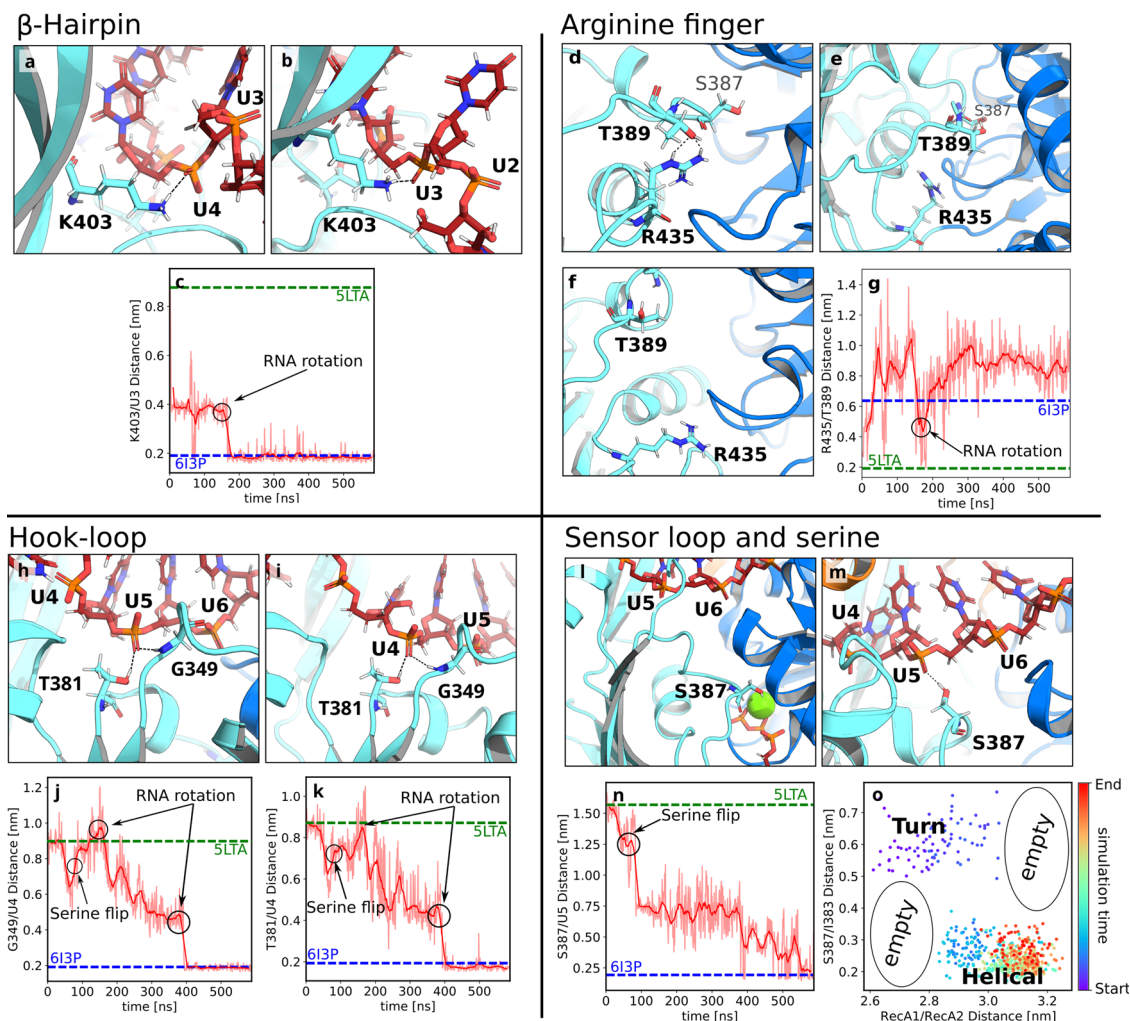 β-Hairpin
a
U3
K403
U4
b
U2
K403
U3
c
K403/U3 Distance [nm]
0.8
0.6
0.4
0.2
5LTA
RNA rotation
6I3P
0 100 200 300 400 500
time [ns]
Arginine finger
d
S387
T389
R435
e
S387
T389
R435
f
T389
R435
g
R435/T389 Distance [nm]
1.4
1.2
1.0
0.8
0.6
0.4
0.2
6I3P
RNA rotation
5LTA
0 100 200 300 400 500
time [ns]
Hook-loop
h
U4
U5
U6
T381
G349
i
U5
U4
T381
G349
j
G349/U4 Distance [nm]
1.2
1.0
0.8
0.6
0.4
0.2
RNA rotation
5LTA
Serine flip
6I3P
0 100 200 300 400 500
time [ns]
k
T381/U4 Distance [nm]
1.0
0.8
0.6
0.4
0.2
RNA rotation
5LTA
Serine flip
6I3P
0 100 200 300 400 500
time [ns]
Sensor loop and serine
l
U5
U6
S387
m
U4
U5
U6
S387
n
S387/U5 Distance [nm]
1.50
1.25
1.00
0.75
0.50
0.25
5LTA
Serine flip
6I3P
0 100 200 300 400 500
time [ns]
o
S387/I383 Distance [nm]
0.8
0.7
0.6
0.5
0.4
0.3
0.2
Turn
empty
empty
Helical
2.6 2.8 3.0 3.2
RecA1/RecA2 Distance [nm]
End
simulation time
Start